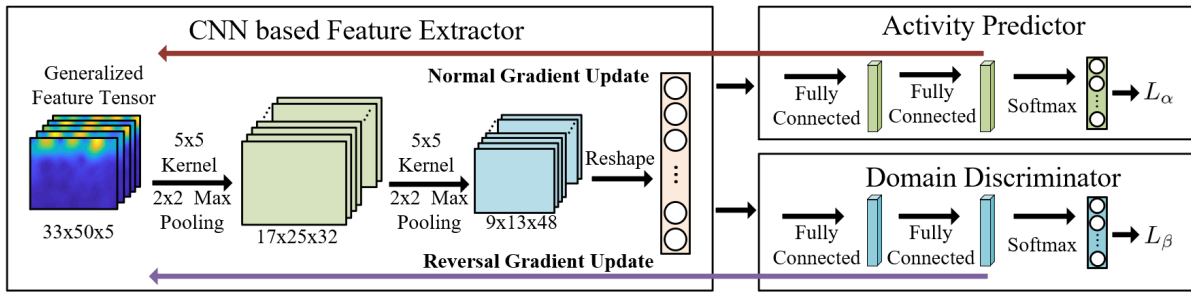 CNN based Feature Extractor
Generalized
Feature Tensor
33x50x5
5x5
Kernel
2x2 Max
Pooling
17x25x32
5x5
Kernel
2x2 Max
Pooling
9x13x48
Reshape
Normal Gradient Update
Reversal Gradient Update
Activity Predictor
Fully
Connected
Fully
Connected
Softmax
Lα
Domain Discriminator
Fully
Connected
Fully
Connected
Softmax
Lβ